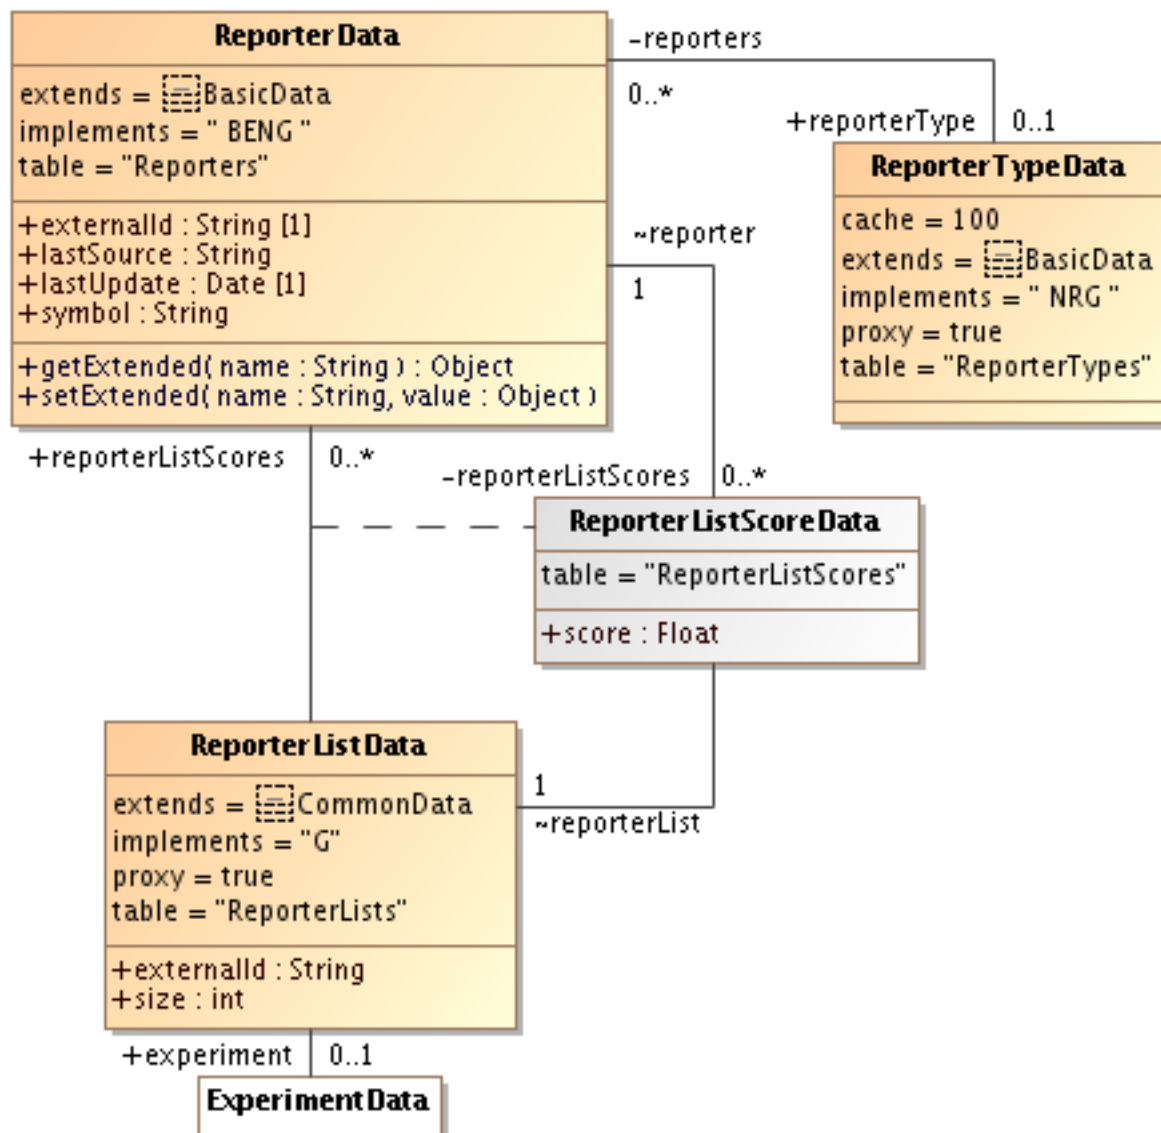 ReporterData
extends = BasicData
implements = " BENG "
table = "Reporters"
+externalId : String [1]
+lastSource : String
+lastUpdate : Date [1]
+symbol : String
+getExtended( name : String ) : Object
+setExtended( name : String, value : Object )
-reporters
0..*
+reporterType
0..1
ReporterTypeData
cache = 100
extends = BasicData
implements = " NRG "
proxy = true
table = "ReporterTypes"
~reporter
1
+reporterListScores
0..*
-reporterListScores
0..*
ReporterListScoreData
table = "ReporterListScores"
+score : Float
ReporterListData
extends = CommonData
implements = "G"
proxy = true
table = "ReporterLists"
+externalId : String
+size : int
1
~reporterList
+experiment
0..1
ExperimentData